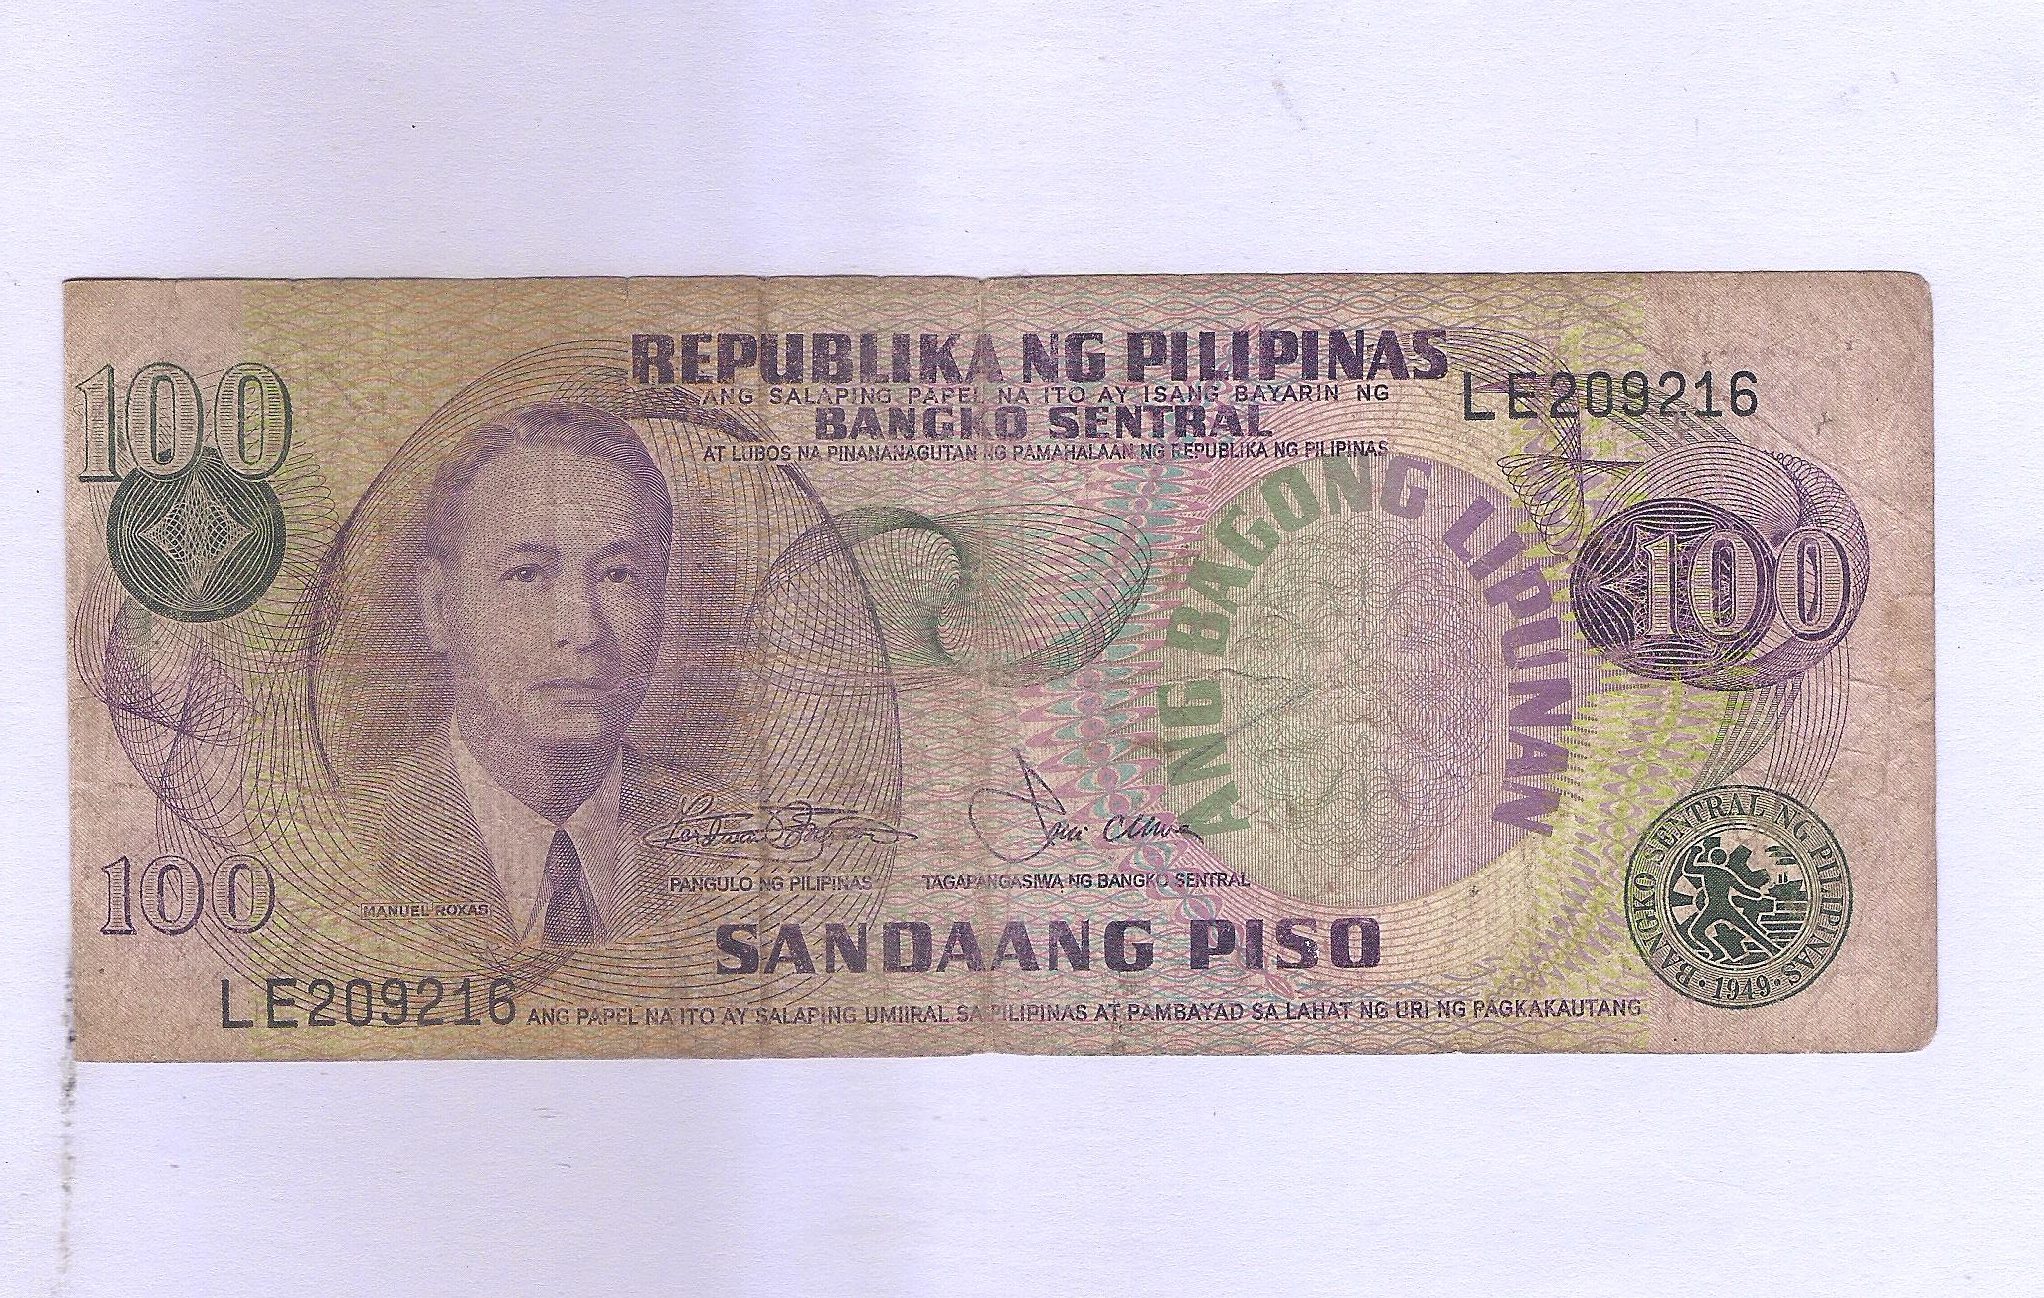 REPUBLIKA NG PILIPINAS
ANG SALAPING PAPEL NA ITO AY ISANG BAYARIN NG
BANGKO SENTRAL
AT LUBOS NA PINANANAGUTAN NG PAMAHALAAN NG REPUBLIKA NG PILIPINAS
LE209216
100
100
ANG BAGONG LIPUNAN
PANGULO NG PILIPINAS
TAGAPANGASIWA NG BANGKO SENTRAL
MANUEL ROXAS
100
SANDAANG PISO
BANGKO SENTRAL NG PILIPINAS
1949
LE209216
ANG PAPEL NA ITO AY SALAPING UMIIRAL SA PILIPINAS AT PAMBAYAD SA LAHAT NG URI NG PAGKAKAUTANG